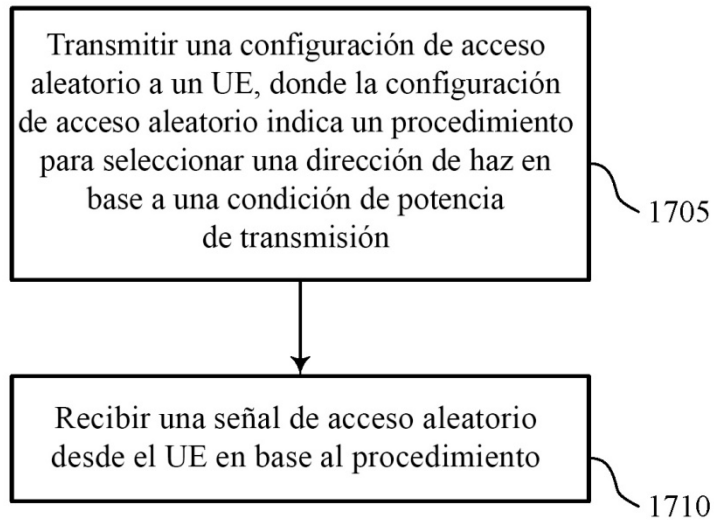 Transmitir una configuración de acceso
aleatorio a un UE, donde la configuración
de acceso aleatorio indica un procedimiento
para seleccionar una dirección de haz en
base a una condición de potencia
de transmisión
1705
Recibir una señal de acceso aleatorio
desde el UE en base al procedimiento
1710